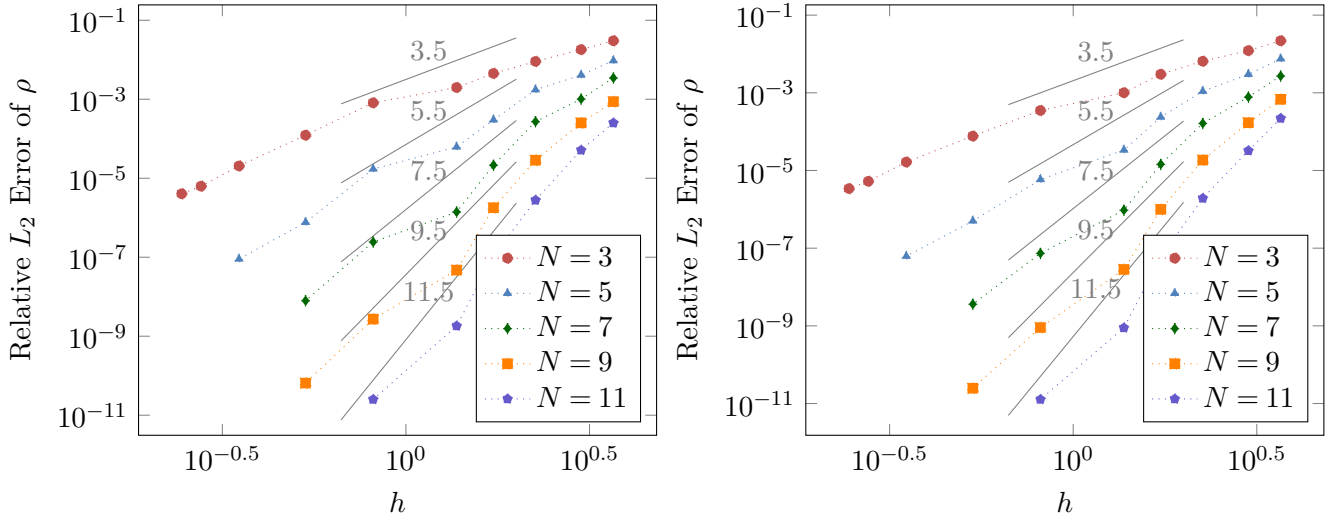 10^{-1}
10^{-3}
10^{-5}
10^{-7}
10^{-9}
10^{-11}
Relative L_2 Error of ρ
3.5
5.5
7.5
9.5
11.5
N = 3
N = 5
N = 7
N = 9
N = 11
10^{-0.5}
10^0
10^{0.5}
h
10^{-1}
10^{-3}
10^{-5}
10^{-7}
10^{-9}
10^{-11}
Relative L_2 Error of ρ
3.5
5.5
7.5
9.5
11.5
N = 3
N = 5
N = 7
N = 9
N = 11
10^{-0.5}
10^0
10^{0.5}
h